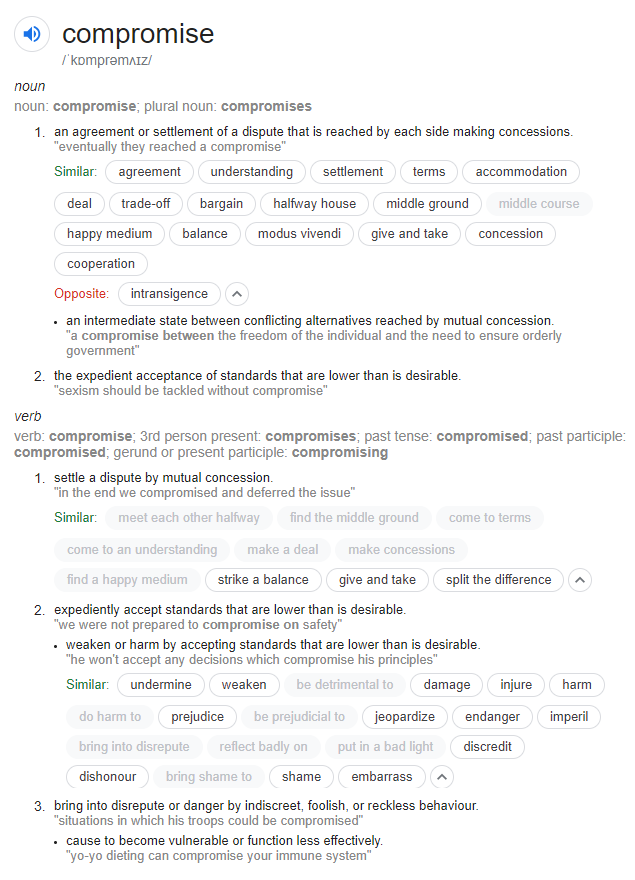 compromise
/ˈkɒmprəmʌɪz/
noun
noun: compromise; plural noun: compromises
1. an agreement or settlement of a dispute that is reached by each side making concessions.
"eventually they reached a compromise"
Similar: agreement understanding settlement terms accommodation
deal trade-off bargain halfway house middle ground middle course
happy medium balance modus vivendi give and take concession
cooperation
Opposite: intransigence
• an intermediate state between conflicting alternatives reached by mutual concession.
"a compromise between the freedom of the individual and the need to ensure orderly
government"
2. the expedient acceptance of standards that are lower than is desirable.
"sexism should be tackled without compromise"
verb
verb: compromise; 3rd person present: compromises; past tense: compromised; past participle:
compromised; gerund or present participle: compromising
1. settle a dispute by mutual concession.
"in the end we compromised and deferred the issue"
Similar: meet each other halfway find the middle ground come to terms
come to an understanding make a deal make concessions
find a happy medium strike a balance give and take split the difference
2. expediently accept standards that are lower than is desirable.
"we were not prepared to compromise on safety"
• weaken or harm by accepting standards that are lower than is desirable.
"he won't accept any decisions which compromise his principles"
Similar: undermine weaken be detrimental to damage injure harm
do harm to prejudice be prejudicial to jeopardize endanger imperil
bring into disrepute reflect badly on put in a bad light discredit
dishonour bring shame to shame embarrass
3. bring into disrepute or danger by indiscreet, foolish, or reckless behaviour.
"situations in which his troops could be compromised"
• cause to become vulnerable or function less effectively.
"yo-yo dieting can compromise your immune system"